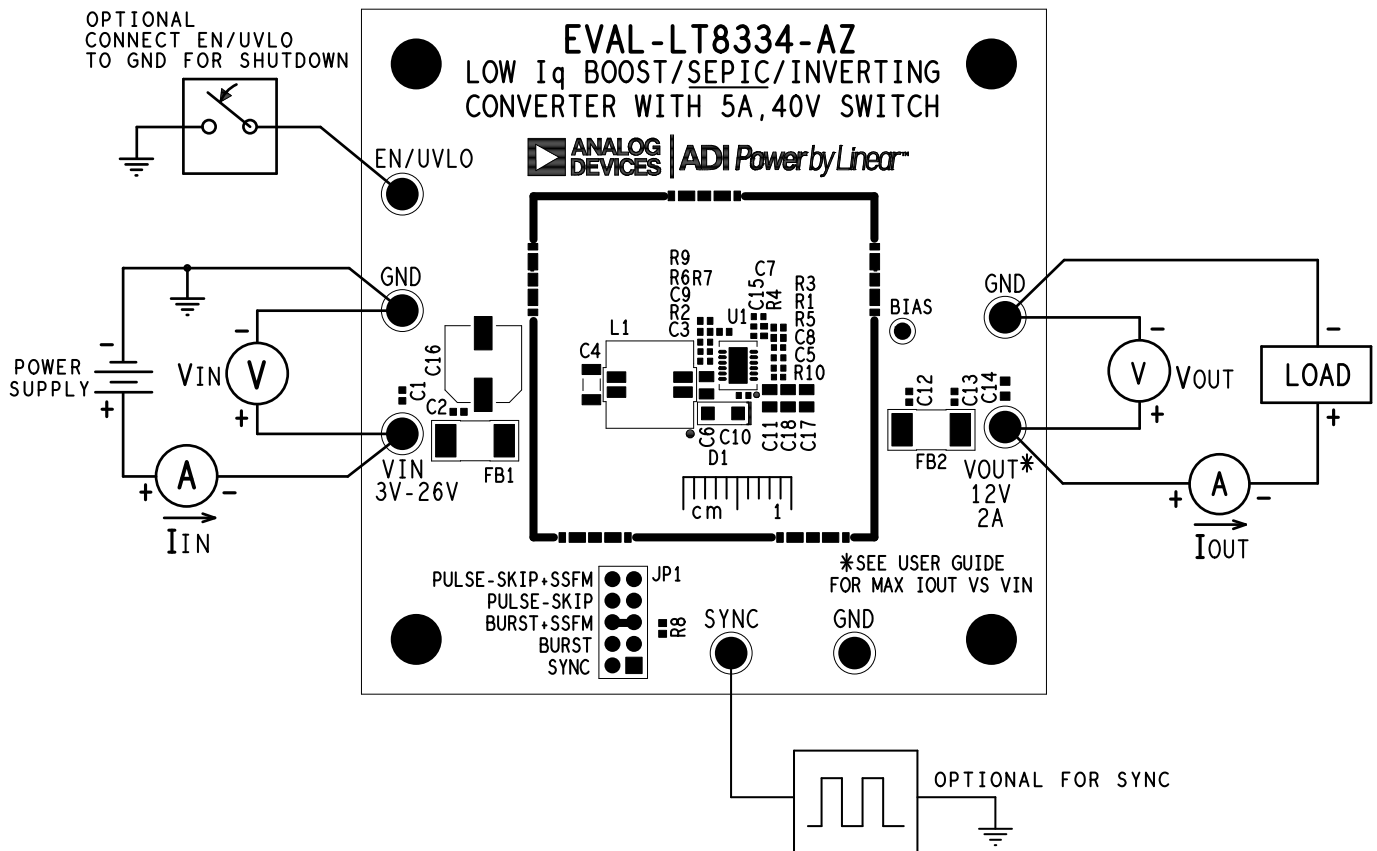 OPTIONAL
CONNECT EN/UVLO
TO GND FOR SHUTDOWN
EVAL-LT8334-AZ
LOW Iq BOOST/SEPIC/INVERTING
CONVERTER WITH 5A,40V SWITCH
ANALOG
DEVICES
ADI Power by Linear™
EN/UVLO
GND
-
V
VIN
+
-
POWER
SUPPLY
+
+
A
-
IIN
VIN
3V-26V
C16
C1
C2
FB1
C4
L1
R9
R6 R7
C9
R2
C3
U1
C7
C15
R4
R3
R1
R5
C8
C5
R10
C6
C10
C11
C18
C17
D1
cm
1
BIAS
GND
C12
C13
C14
FB2
VOUT*
12V
2A
-
V
VOUT
+
-
LOAD
+
+
A
-
IOUT
*SEE USER GUIDE
FOR MAX IOUT VS VIN
PULSE-SKIP+SSFM
PULSE-SKIP
BURST+SSFM
BURST
SYNC
JP1
R8
SYNC
GND
OPTIONAL FOR SYNC